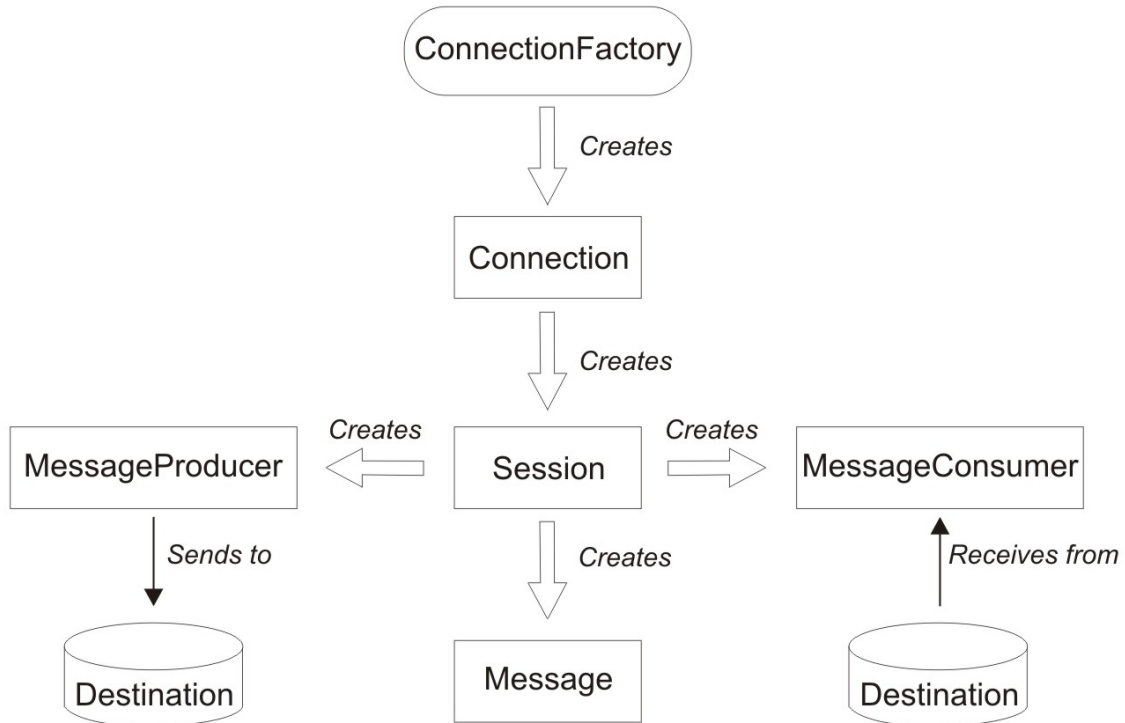 ConnectionFactory
Creates
Connection
Creates
Creates
Creates
MessageProducer
Session
MessageConsumer
Sends to
Creates
Receives from
Destination
Message
Destination